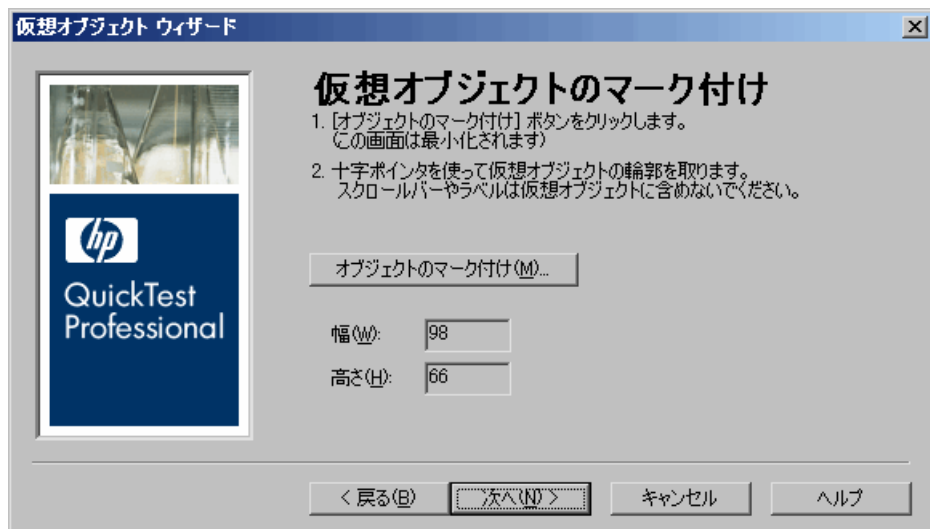 仮想オブジェクト ウィザード
仮想オブジェクトのマーク付け
1. [オブジェクトのマーク付け] ボタンをクリックします。
(この画面は最小化されます)
2. 十字ポインタを使って仮想オブジェクトの輪郭を取ります。
スクロールバーやラベルは仮想オブジェクトに含めないでください。
hp
QuickTest
Professional
オブジェクトのマーク付け(M)...
幅(W): 98
高さ(H): 66
< 戻る(B) 次へ(N) > キャンセル ヘルプ